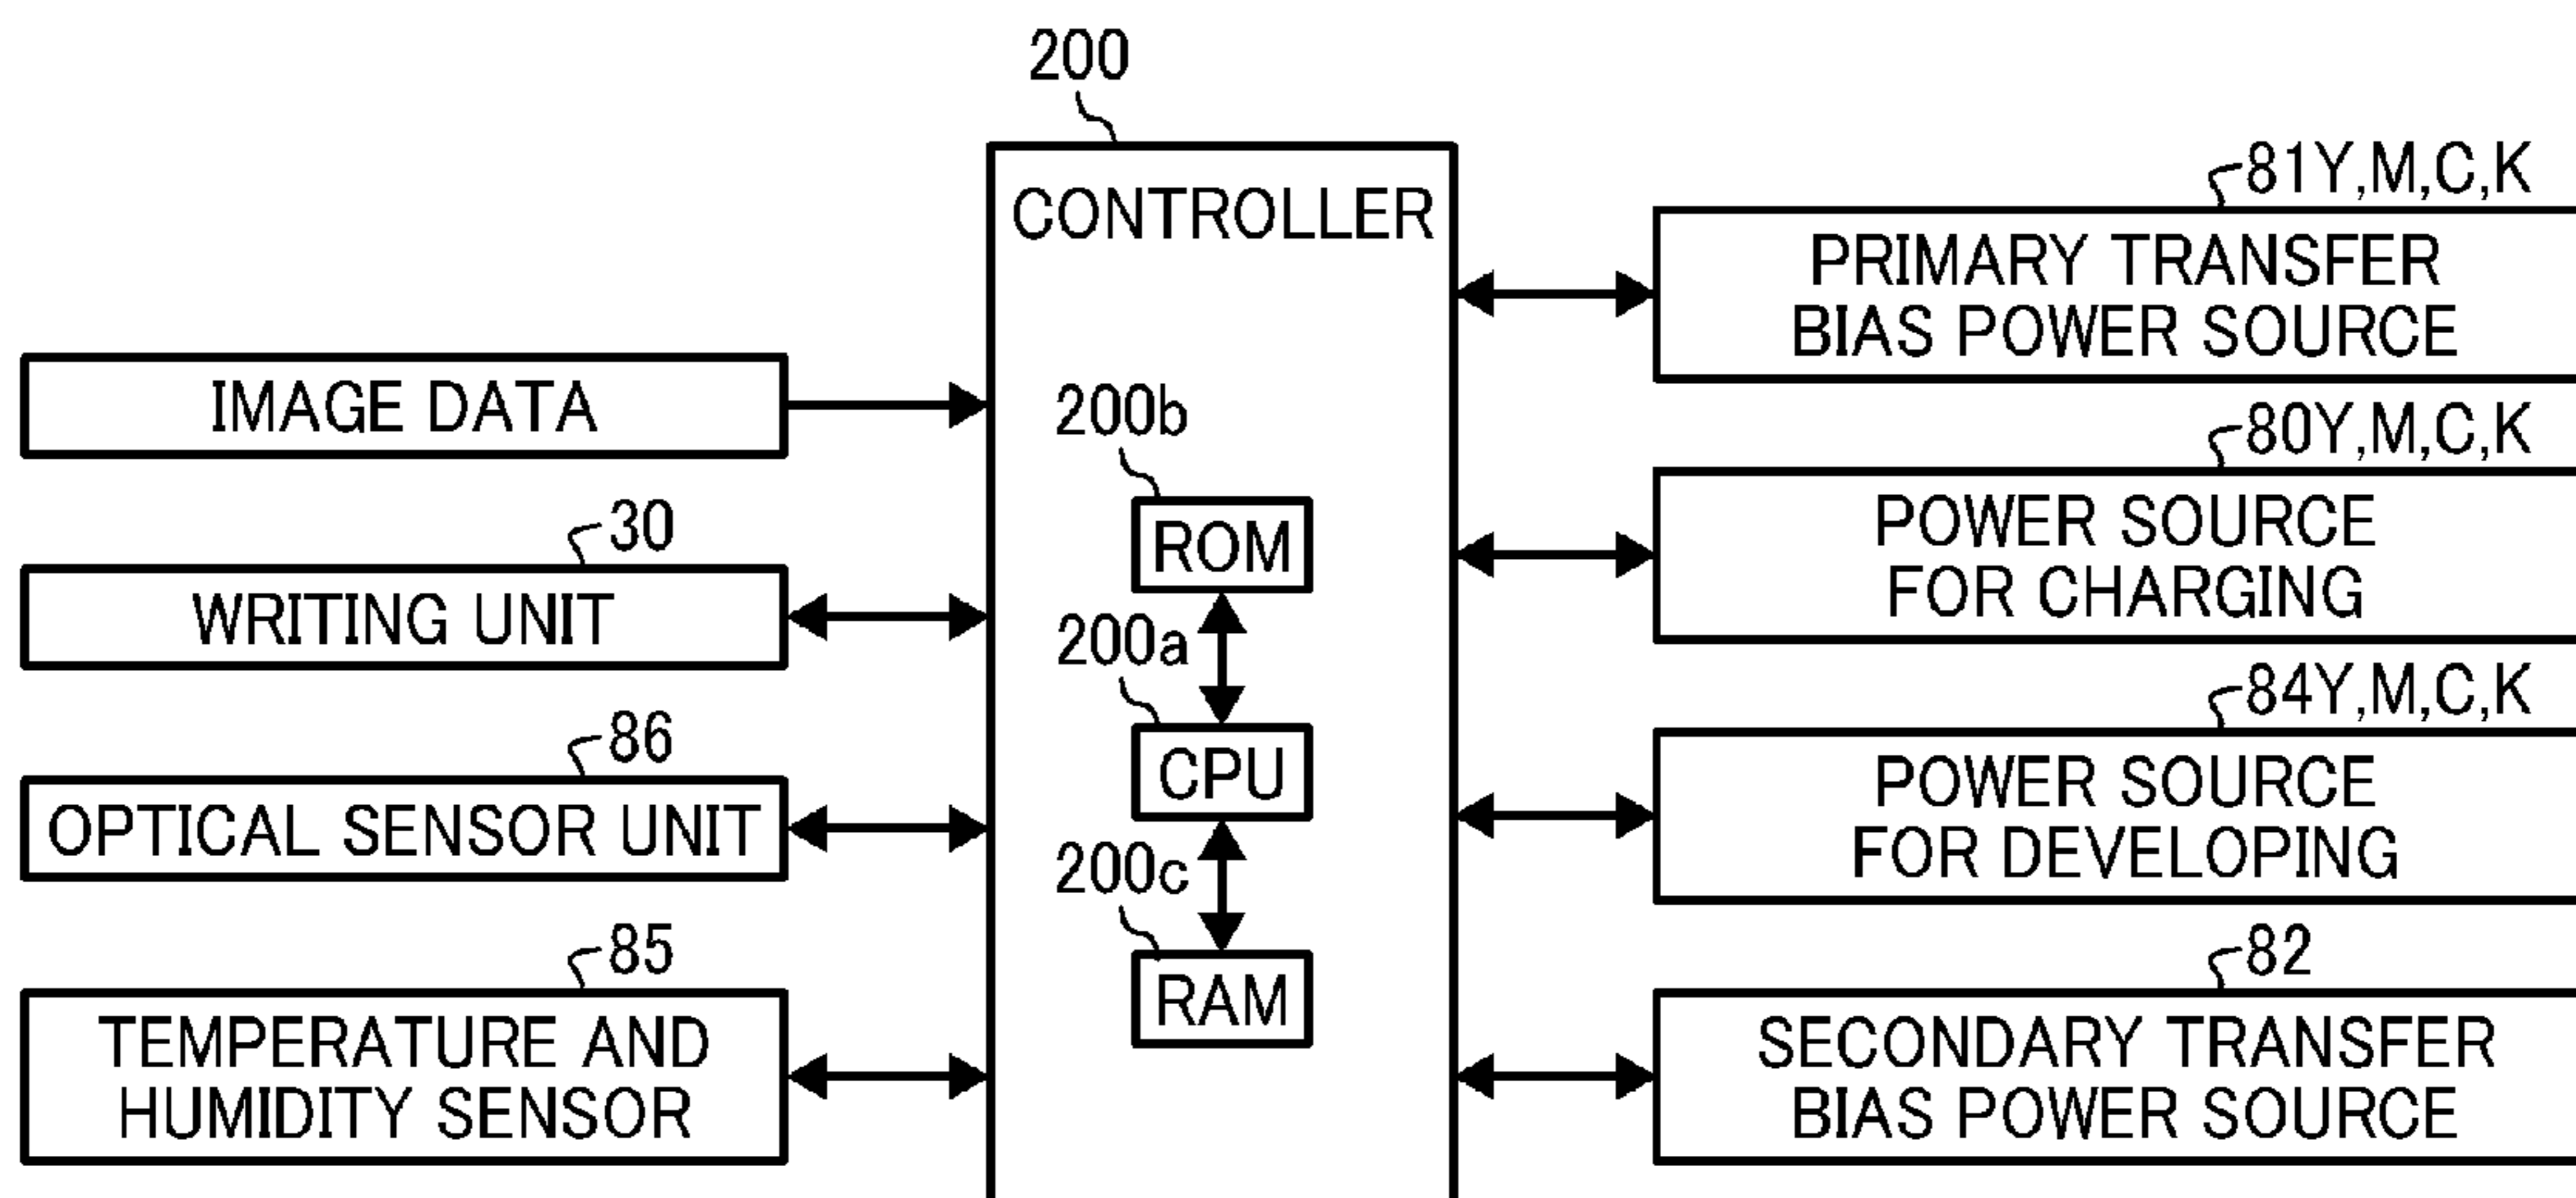 200
CONTROLLER
81Y,M,C,K
PRIMARY TRANSFER
BIAS POWER SOURCE
IMAGE DATA
200b
ROM
80Y,M,C,K
POWER SOURCE
FOR CHARGING
30
WRITING UNIT
200a
CPU
84Y,M,C,K
POWER SOURCE
FOR DEVELOPING
86
OPTICAL SENSOR UNIT
200c
RAM
85
TEMPERATURE AND
HUMIDITY SENSOR
82
SECONDARY TRANSFER
BIAS POWER SOURCE